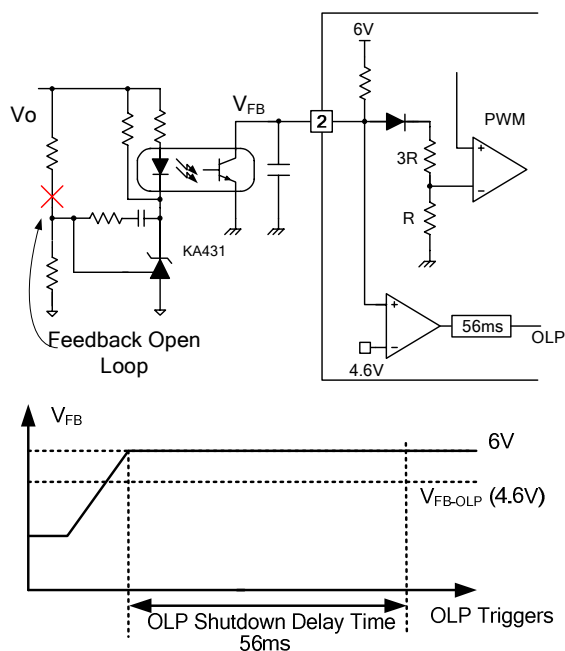 6V
Vo
VFB
2
PWM
+
3R
−
R
KA431
+
56ms
OLP
−
4.6V
Feedback Open
Loop
VFB
6V
VFB-OLP (4.6V)
OLP Shutdown Delay Time
56ms
OLP Triggers